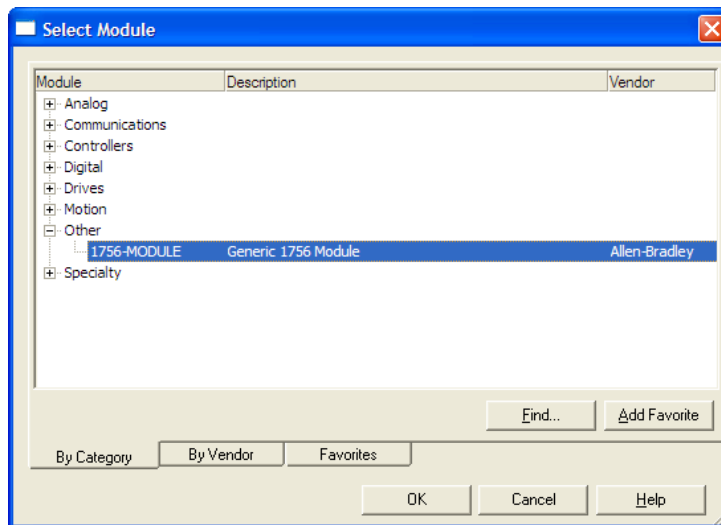 Select Module
Module Description Vendor
Analog
Communications
Controllers
Digital
Drives
Motion
Other
1756-MODULE Generic 1756 Module Allen-Bradley
Specialty
Find... Add Favorite
By Category By Vendor Favorites
OK Cancel Help